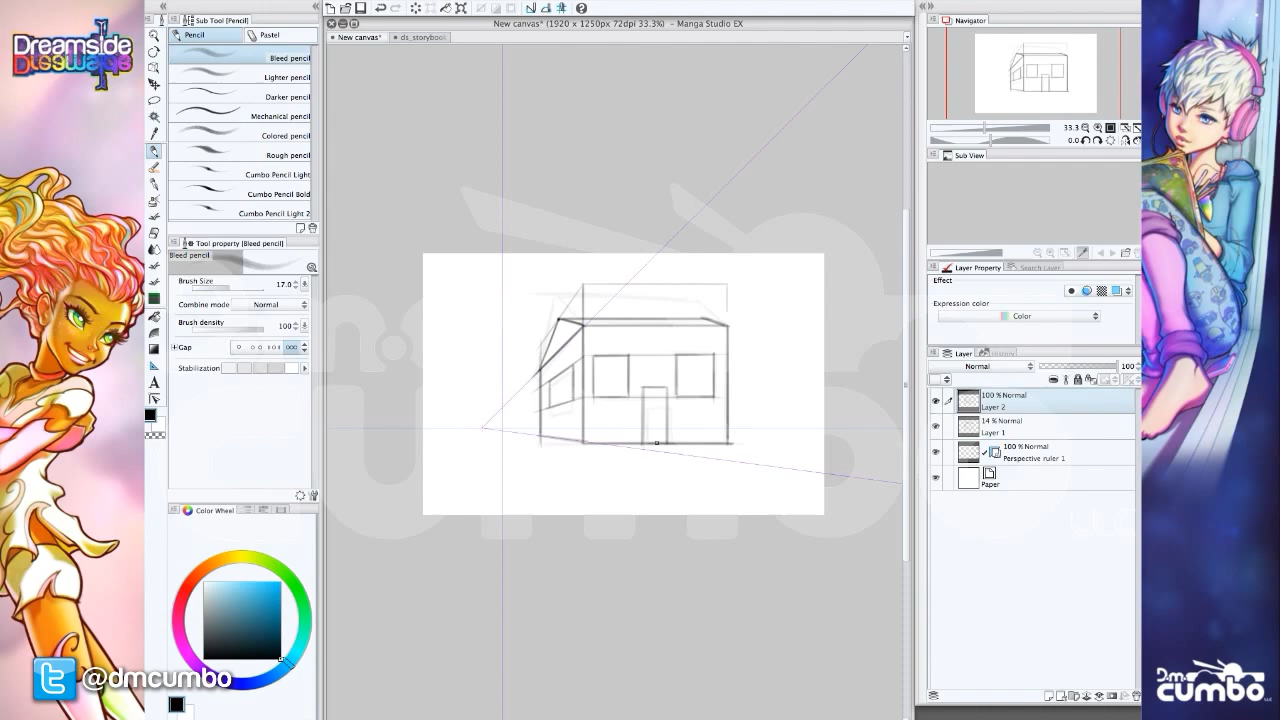 Dreamside
Dreamside
Sub Tool [Pencil]
Pencil
Pastel
Bleed pencil
Lighter pencil
Darker pencil
Mechanical pencil
Colored pencil
Rough pencil
Cumbo Pencil Light
Cumbo Pencil Bold
Cumbo Pencil Light 2
Tool property [Bleed pencil]
Bleed pencil
Brush Size
17.0
Combine mode
Normal
Brush density
100
Gap
Stabilization
Color Wheel
@dmcumbo
New canvas* (1920 x 1250px 72dpi 33.3%) - Manga Studio EX
New canvas*
ds_storybook
Navigator
33.3
0.0
Sub View
Layer Property
Search Layer
Effect
Expression color
Color
Layer
History
Normal
100
100 % Normal
Layer 2
14 % Normal
Layer 1
100 % Normal
Perspective ruler 1
Paper
D.m.
cumbo
LLC